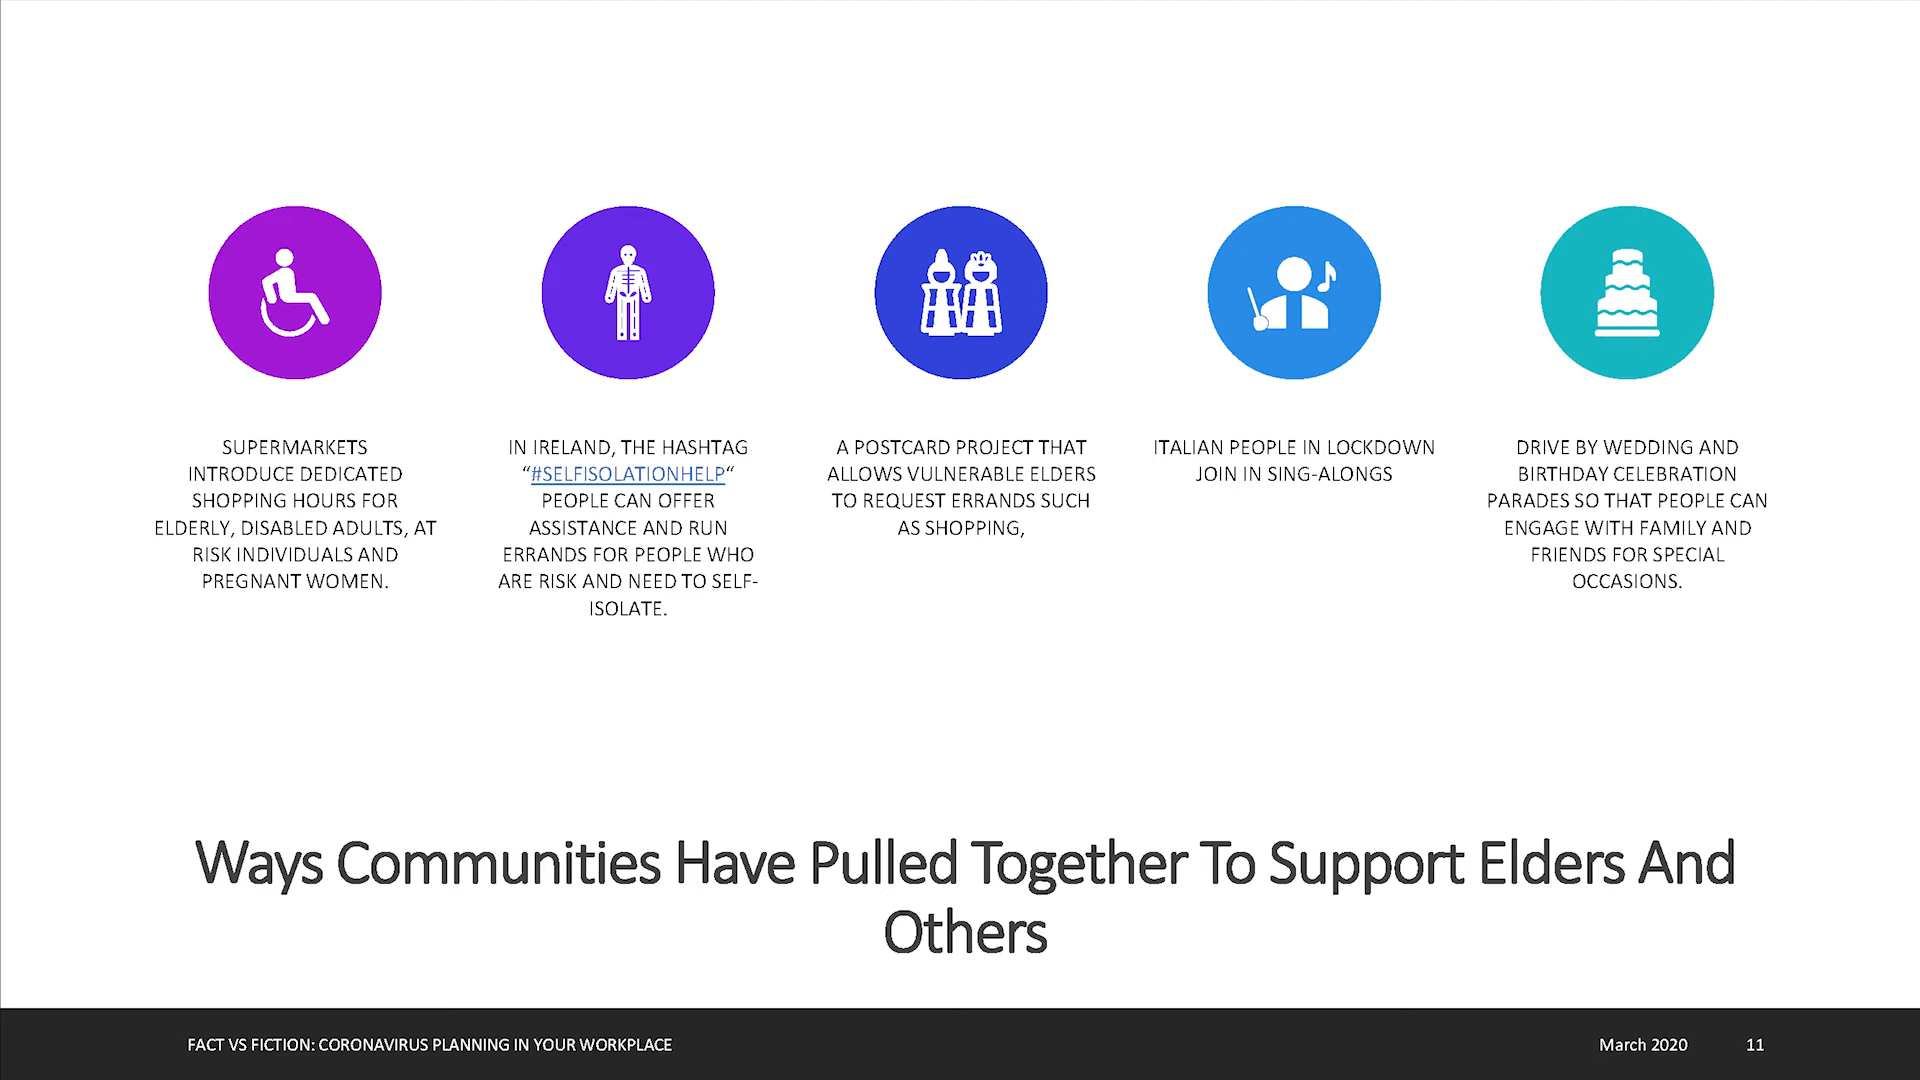 SUPERMARKETS
INTRODUCE DEDICATED
SHOPPING HOURS FOR
ELDERLY, DISABLED ADULTS, AT
RISK INDIVIDUALS AND
PREGNANT WOMEN.
IN IRELAND, THE HASHTAG
“#SELFISOLATIONHELP“
PEOPLE CAN OFFER
ASSISTANCE AND RUN
ERRANDS FOR PEOPLE WHO
ARE RISK AND NEED TO SELF-
ISOLATE.
A POSTCARD PROJECT THAT
ALLOWS VULNERABLE ELDERS
TO REQUEST ERRANDS SUCH
AS SHOPPING,
ITALIAN PEOPLE IN LOCKDOWN
JOIN IN SING-ALONGS
DRIVE BY WEDDING AND
BIRTHDAY CELEBRATION
PARADES SO THAT PEOPLE CAN
ENGAGE WITH FAMILY AND
FRIENDS FOR SPECIAL
OCCASIONS.
Ways Communities Have Pulled Together To Support Elders And
Others
FACT VS FICTION: CORONAVIRUS PLANNING IN YOUR WORKPLACE
March 2020
11